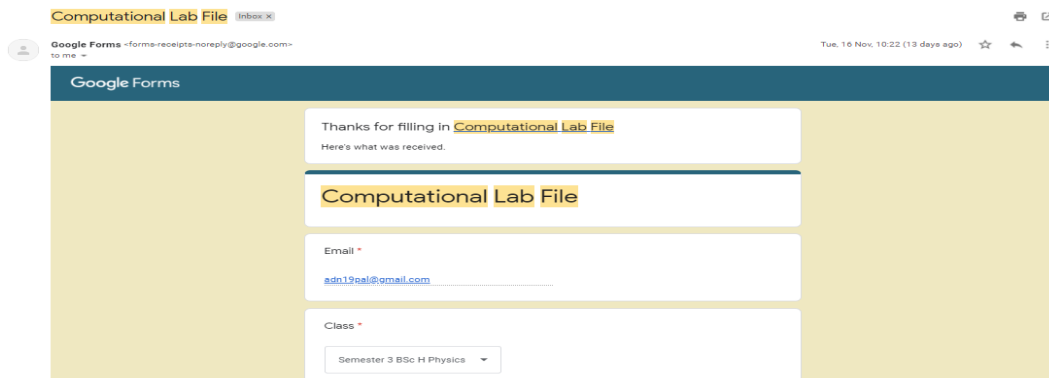 Computational Lab File Inbox x
Google Forms <forms-receipts-noreply@google.com>
to me
Tue, 16 Nov, 10:22 (13 days ago)
Google Forms
Thanks for filling in Computational Lab File
Here's what was received.
Computational Lab File
Email *
adn19pal@gmail.com
Class *
Semester 3 BSc H Physics